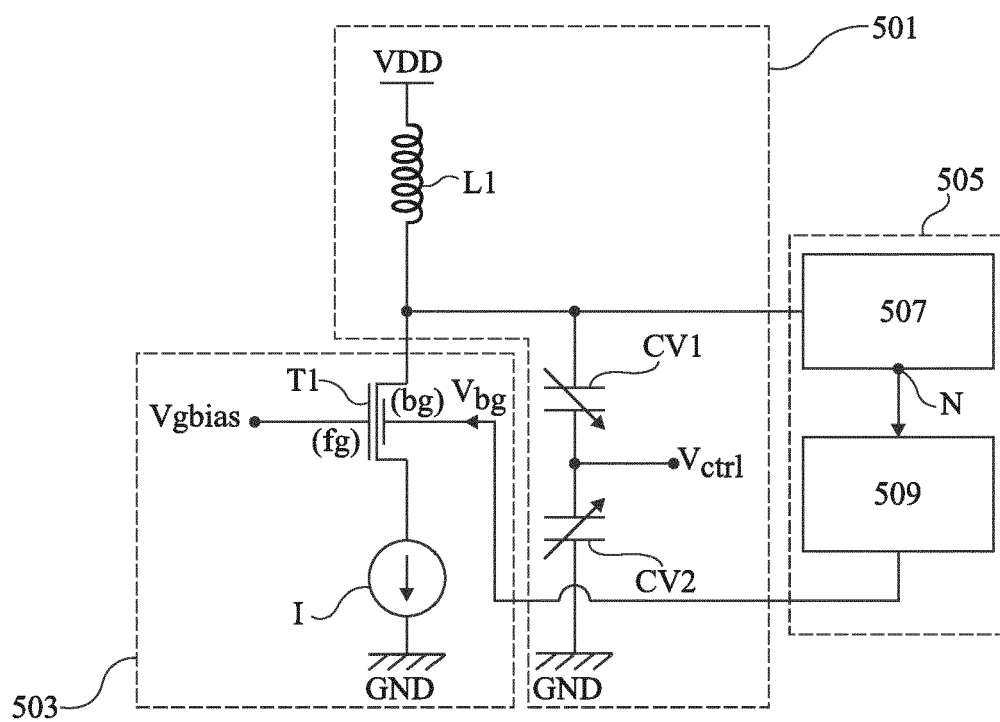 501
VDD
L1
505
507
CV1
T1
(bg)
Vbg
N
Vgbias
(fg)
Vctrl
509
CV2
I
GND
GND
503